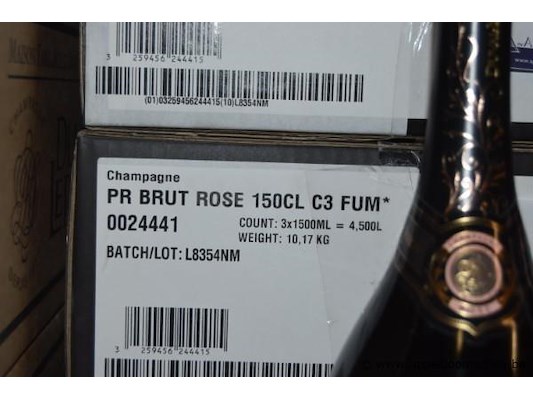 3 259456 244415
(01)03259456244415(10)L8354NM
Champagne
PR BRUT ROSE 150CL C3 FUM*
0024441
COUNT: 3x1500ML = 4,500L
WEIGHT: 10,17 KG
BATCH/LOT: L8354NM
3 259456 244415